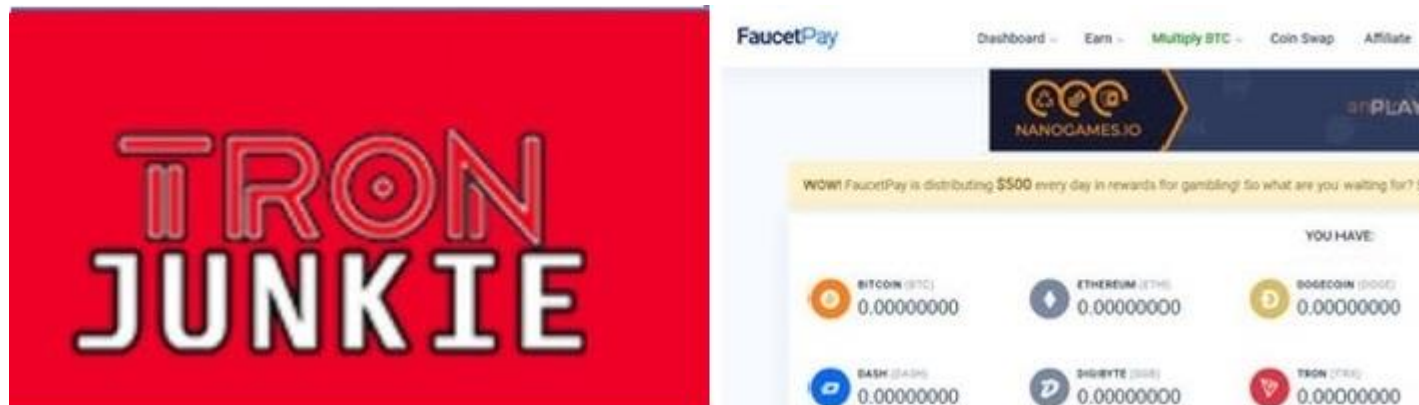 TRON
JUNKIE
FaucetPay
Dashboard
Earn
Multiply BTC
Coin Swap
Affiliate
NANOGAMES.IO
PLAY
WOW! FaucetPay is distributing $500 every day in rewards for gambling! So what are you waiting for?
YOU HAVE:
BITCOIN (BTC)
0.00000000
ETHEREUM (ETH)
0.00000000
DOGECOIN (DOGE)
0.00000000
DASH (DASH)
0.00000000
DIGIBYTE (DGB)
0.00000000
TRON (TRX)
0.00000000